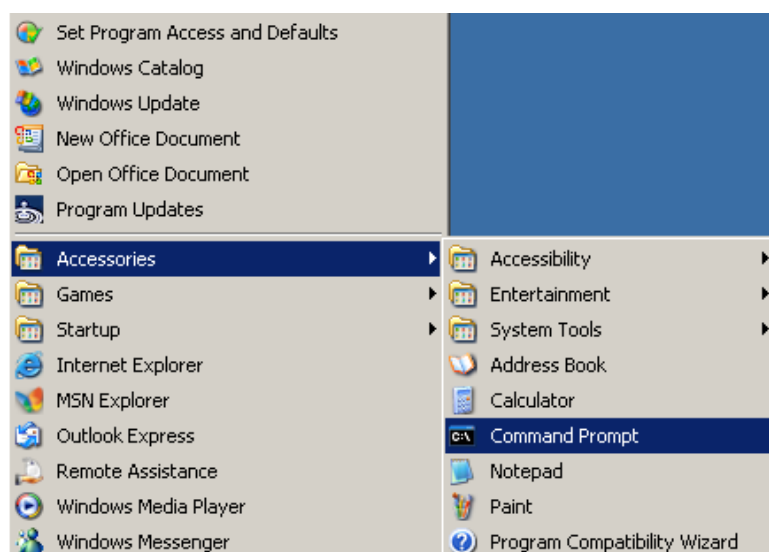 Set Program Access and Defaults
Windows Catalog
Windows Update
New Office Document
Open Office Document
Program Updates
Accessories
Games
Startup
Internet Explorer
MSN Explorer
Outlook Express
Remote Assistance
Windows Media Player
Windows Messenger
Accessibility
Entertainment
System Tools
Address Book
Calculator
C:\
Command Prompt
Notepad
Paint
Program Compatibility Wizard